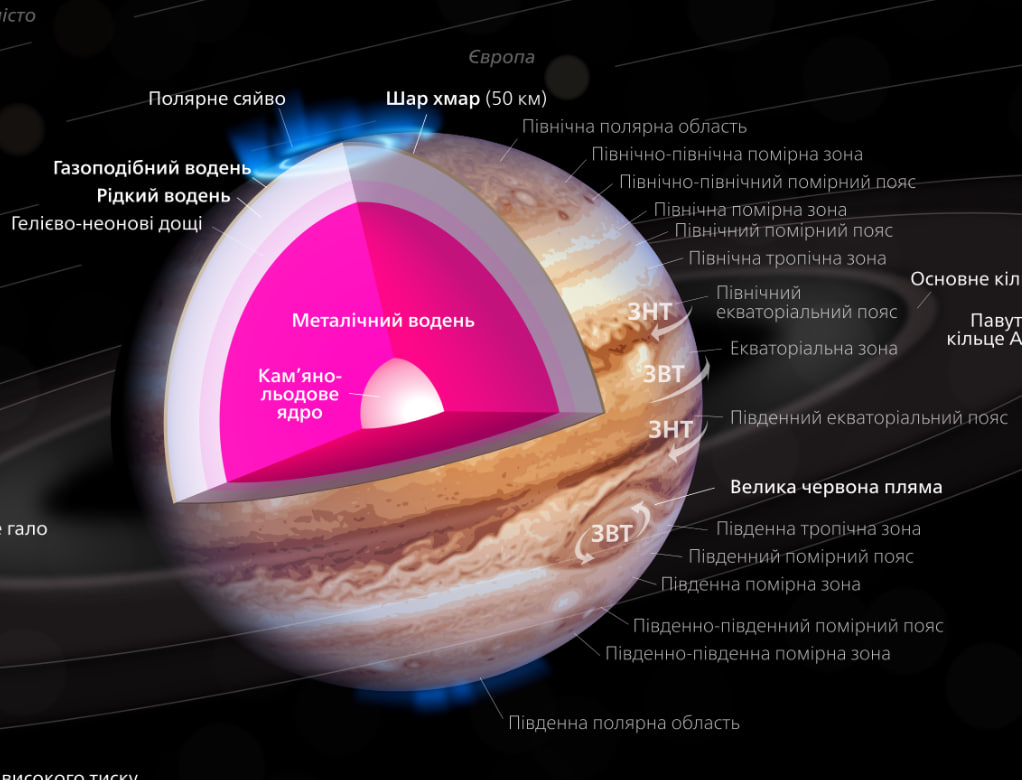 Європа
Полярне сяйво
Шар хмар (50 км)
Північна полярна область
Північно-північна помірна зона
Газоподібний водень
Північно-північний помірний пояс
Рідкий водень
Північна помірна зона
Гелієво-неонові дощі
Північний помірний пояс
Північна тропічна зона
Основне кіл
Північний
екваторіальний пояс
ЗНТ
Металічний водень
Павут
кільце А
Екваторіальна зона
ЗВТ
Кам’яно-
льодове
ядро
Південний екваторіальний пояс
ЗНТ
Велика червона пляма
гало
Південна тропічна зона
ЗВТ
Південний помірний пояс
Південна помірна зона
Південно-південний помірний пояс
Південно-південна помірна зона
Південна полярна область
високого тиску